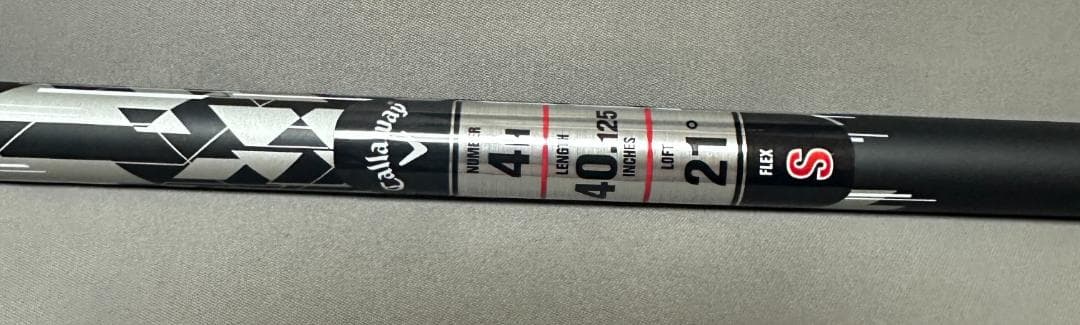 Callaway
NUMBER
4H
LENGTH
40.125
INCHES
LOFT
21°
FLEX
S